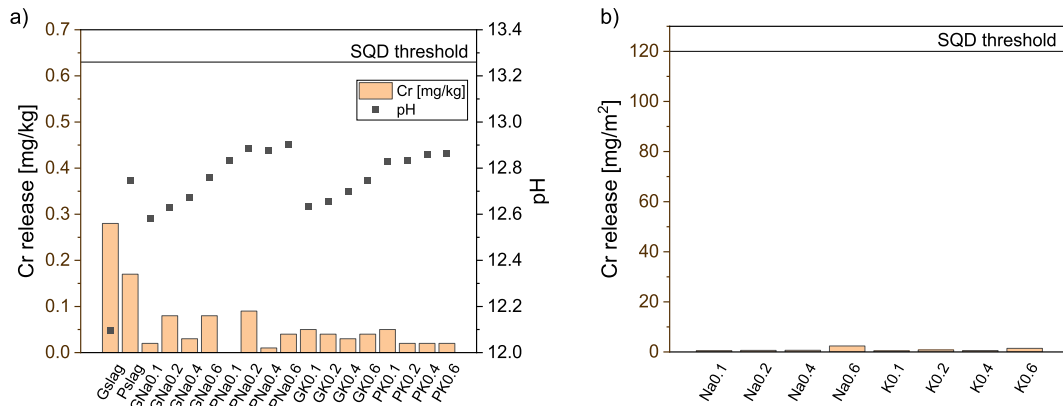 a)
0.7
0.6
0.5
0.4
0.3
0.2
0.1
0.0
Cr release [mg/kg]
SQD threshold
Cr [mg/kg]
pH
13.4
13.2
13.0
12.8
12.6
12.4
12.2
12.0
pH
Gslag
Pslag
GNa0.1
GNa0.2
GNa0.4
GNa0.6
PNa0.1
PNa0.2
PNa0.4
PNa0.6
GK0.1
GK0.2
GK0.4
GK0.6
PK0.1
PK0.2
PK0.4
PK0.6
b)
120
100
80
60
40
20
0
Cr release [mg/m²]
SQD threshold
Na0.1
Na0.2
Na0.4
Na0.6
K0.1
K0.2
K0.4
K0.6